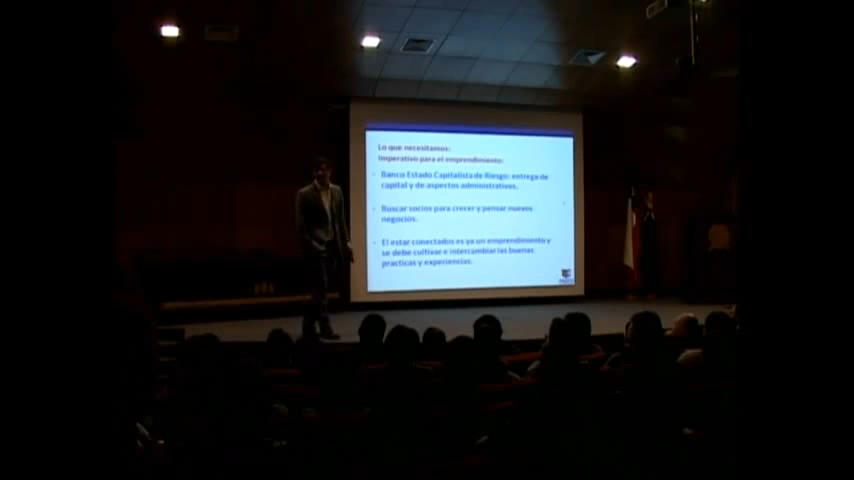 Lo que necesitamos:
Imperativo para el emprendimiento:
• Banco Estado Capitalista de Riesgo: entrega de
capital y de aspectos administrativos.
• Buscar socios para crecer y pensar nuevos
negocios.
• El estar conectados es ya un emprendimiento y
se debe cultivar e intercambiar las buenas
practicas y experiencias.